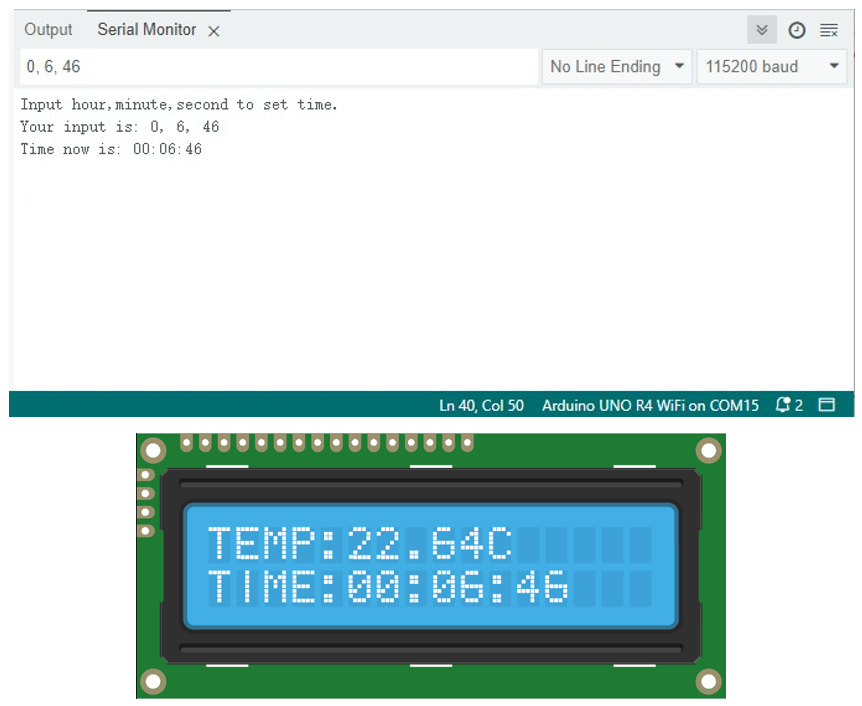 Output Serial Monitor
0, 6, 46 No Line Ending 115200 baud
Input hour,minute,second to set time.
Your input is: 0, 6, 46
Time now is: 00:06:46
Ln 40, Col 50 Arduino UNO R4 WiFi on COM15 2
TEMP:22.64C
TIME:00:06:46